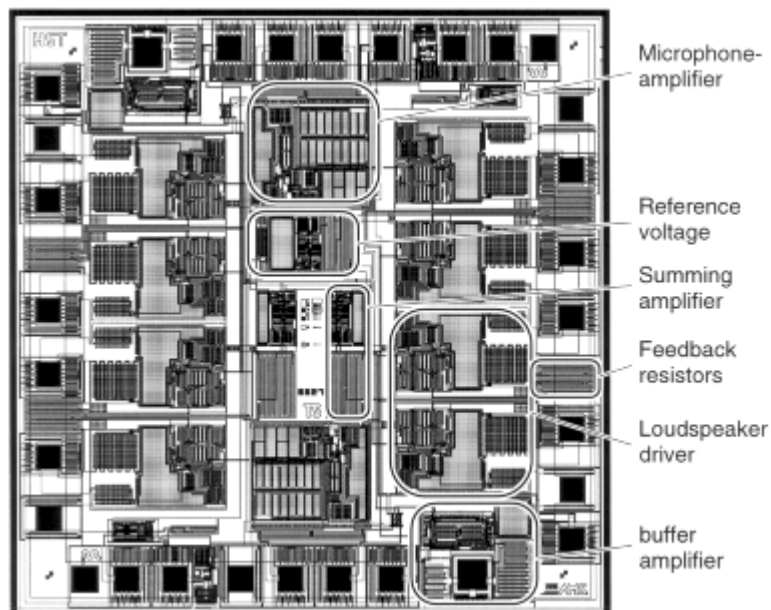 Microphone-
amplifier
Reference
voltage
Summing
amplifier
Feedback
resistors
Loudspeaker
driver
buffer
amplifier